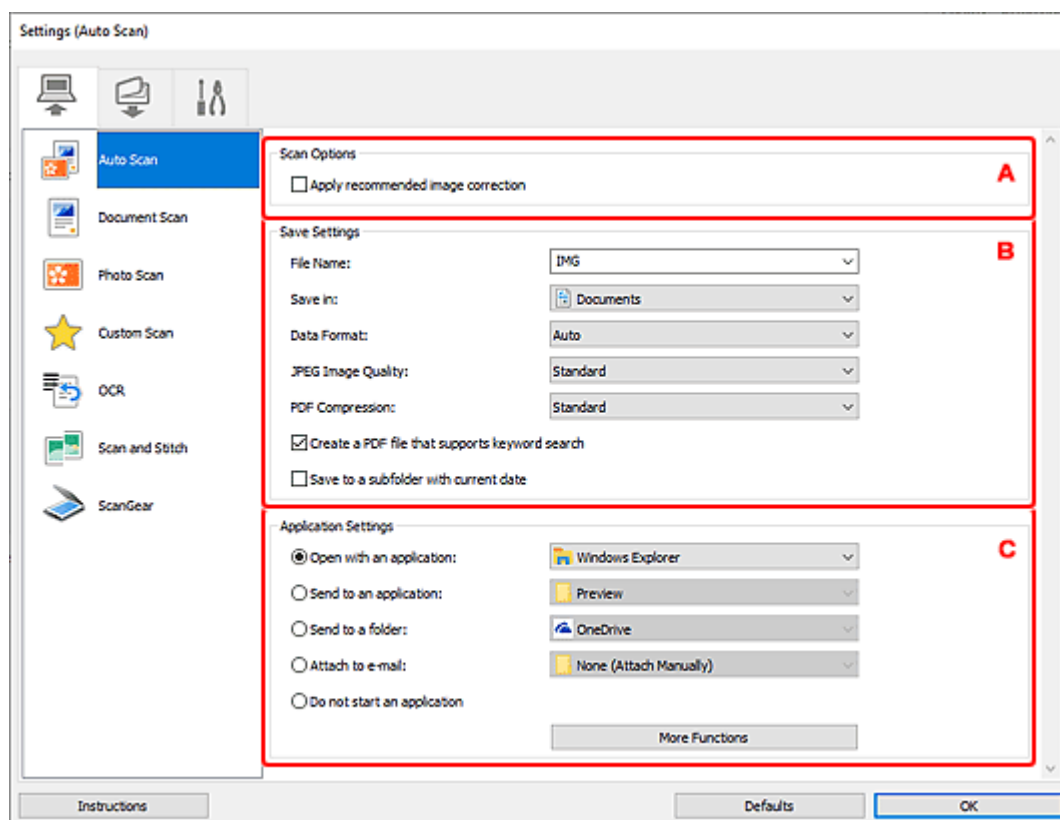 Settings (Auto Scan)
Auto Scan
Document Scan
Photo Scan
Custom Scan
OCR
Scan and Stitch
ScanGear
Scan Options
A
Apply recommended image correction
Save Settings
B
File Name: IMG
Save in: Documents
Data Format: Auto
JPEG Image Quality: Standard
PDF Compression: Standard
Create a PDF file that supports keyword search
Save to a subfolder with current date
Application Settings
C
Open with an application: Windows Explorer
Send to an application: Preview
Send to a folder: OneDrive
Attach to e-mail: None (Attach Manually)
Do not start an application
More Functions
Instructions Defaults OK